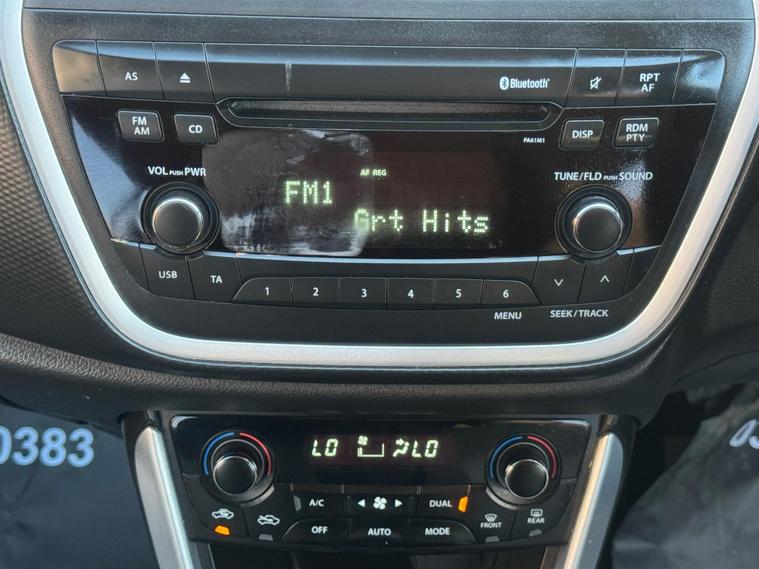 AS
Bluetooth
RPT
AF
FM
AM
CD
PA61M1
DISP
RDM
PTY
VOL PUSH PWR
AF REG
TUNE/FLD PUSH SOUND
FM1
Grt Hits
USB
TA
1 2 3 4 5 6
MENU
SEEK/TRACK
0383
LO LO
A/C
DUAL
OFF
AUTO
MODE
FRONT
REAR